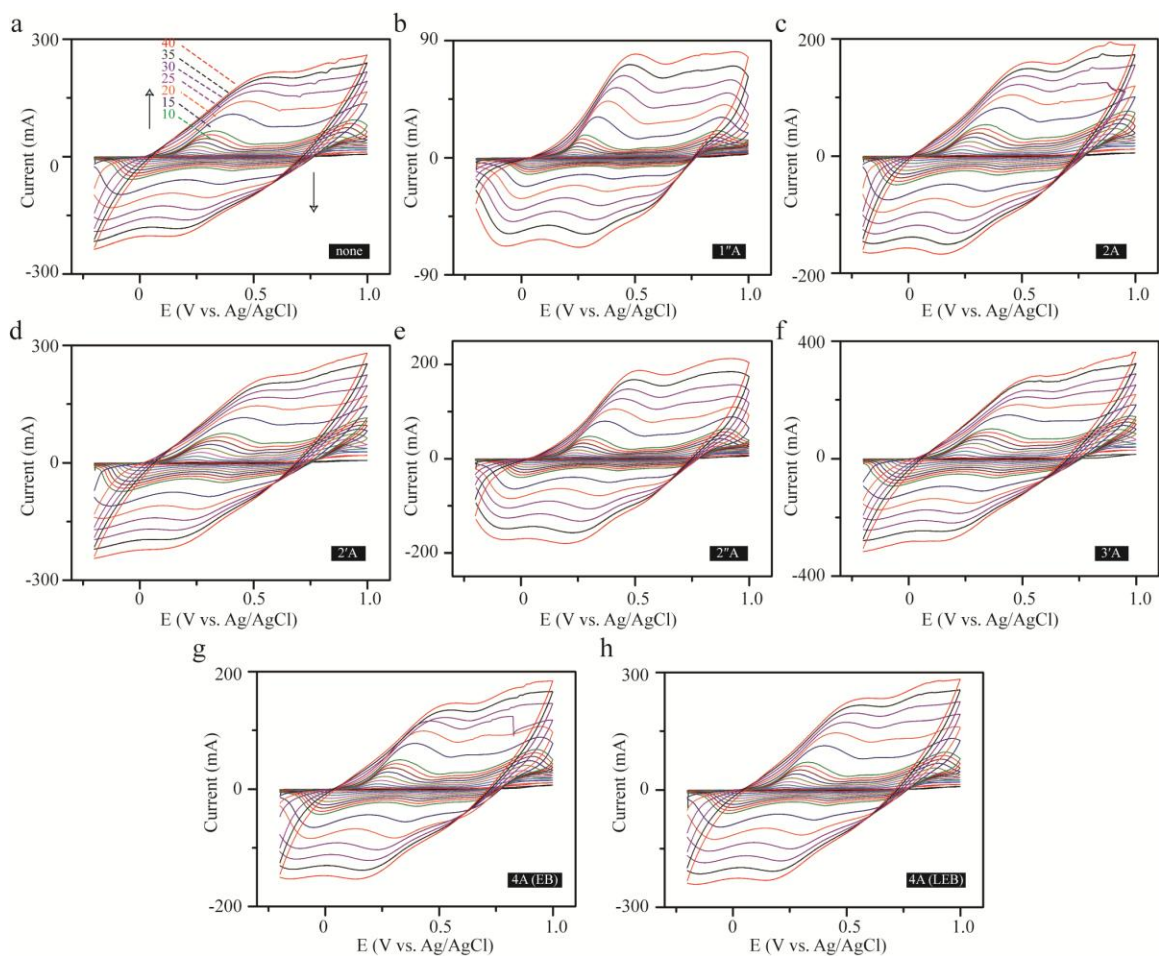 a
300
0
-300
Current (mA)
40
35
30
25
20
15
10
none
0
0.5
1.0
E (V vs. Ag/AgCl)
b
90
0
-90
Current (mA)
1"A
0
0.5
1.0
E (V vs. Ag/AgCl)
c
200
0
-200
Current (mA)
2A
0
0.5
1.0
E (V vs. Ag/AgCl)
d
300
0
-300
Current (mA)
2'A
0
0.5
1.0
E (V vs. Ag/AgCl)
e
200
0
-200
Current (mA)
2"A
0
0.5
1.0
E (V vs. Ag/AgCl)
f
400
0
-400
Current (mA)
3'A
0
0.5
1.0
E (V vs. Ag/AgCl)
g
200
0
-200
Current (mA)
4A (EB)
0
0.5
1.0
E (V vs. Ag/AgCl)
h
300
0
-300
Current (mA)
4A (LEB)
0
0.5
1.0
E (V vs. Ag/AgCl)